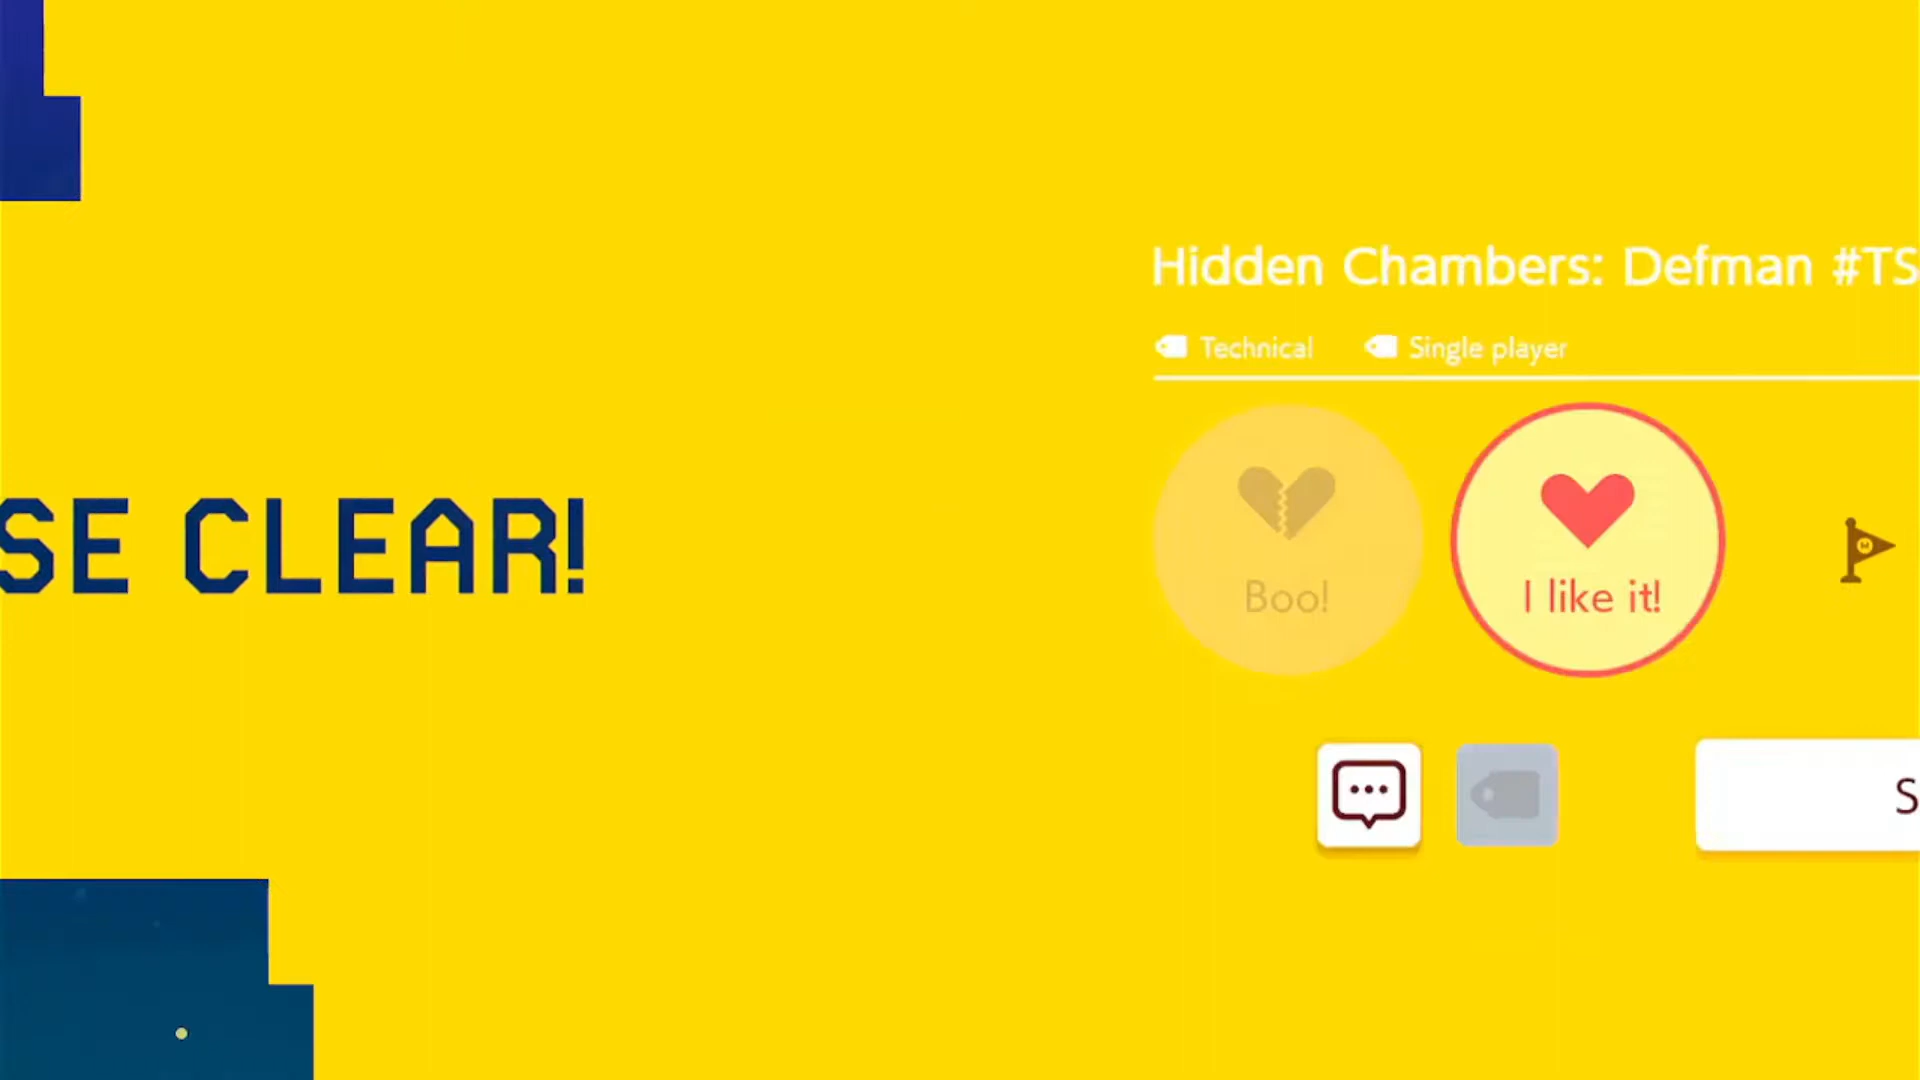 Hidden Chambers: Defman #TS
Technical Single player
SE CLEAR!
Boo!
I like it!
S